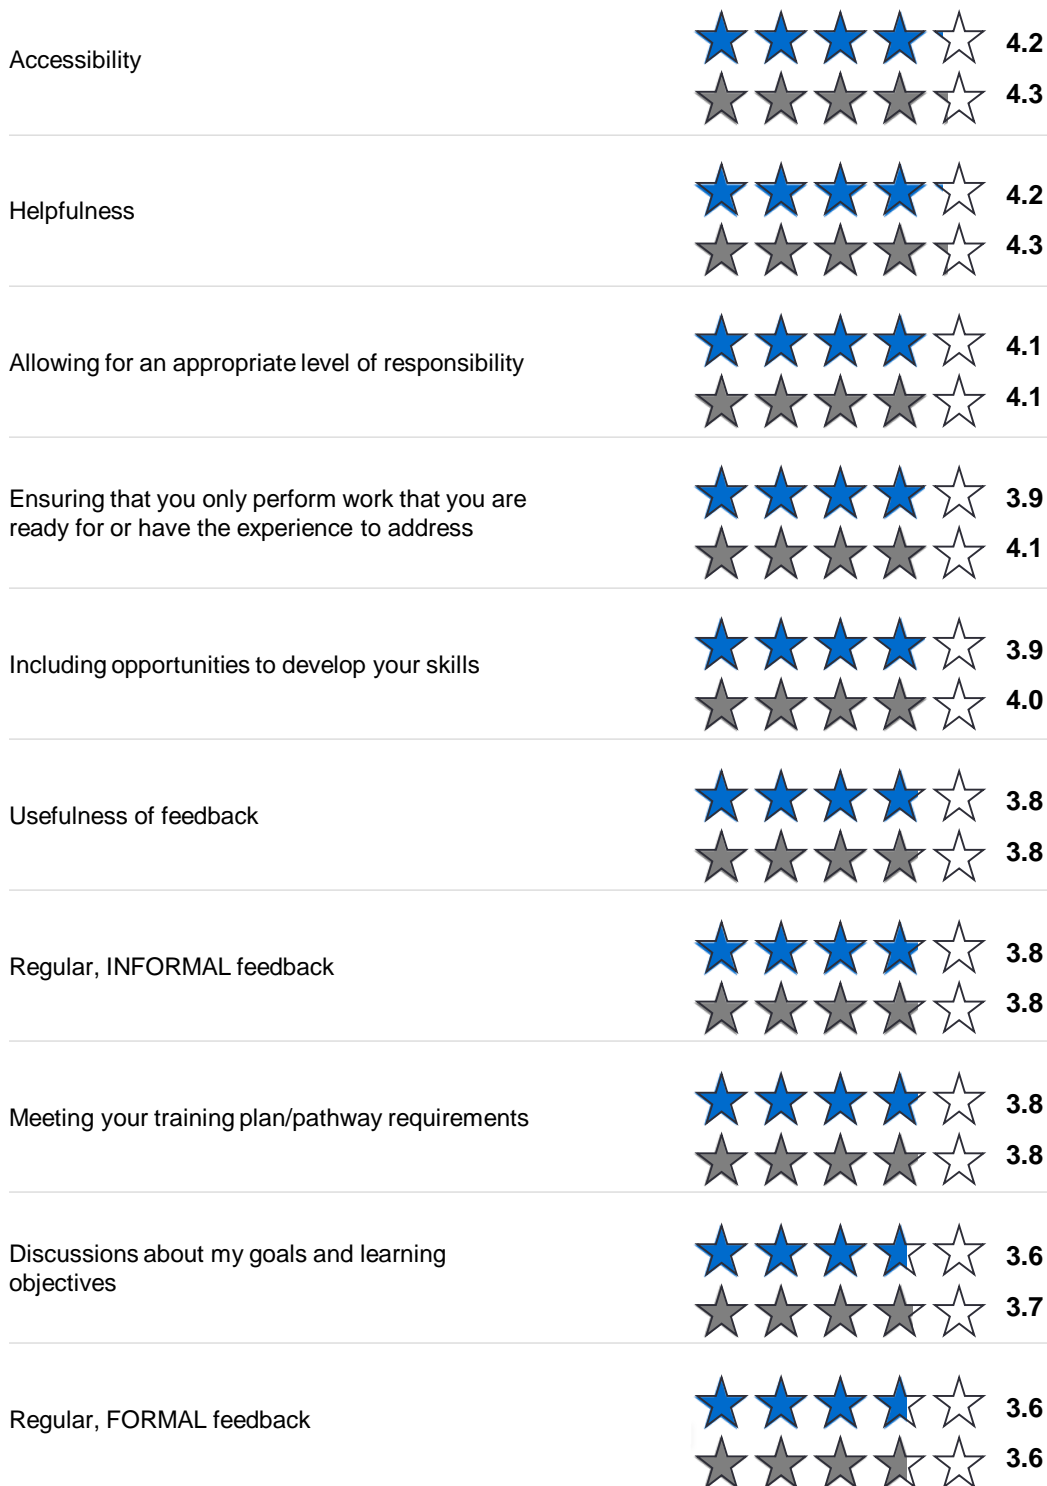 Accessibility
4.2
4.3
Helpfulness
4.2
4.3
Allowing for an appropriate level of responsibility
4.1
4.1
Ensuring that you only perform work that you are
ready for or have the experience to address
3.9
4.1
Including opportunities to develop your skills
3.9
4.0
Usefulness of feedback
3.8
3.8
Regular, INFORMAL feedback
3.8
3.8
Meeting your training plan/pathway requirements
3.8
3.8
Discussions about my goals and learning
objectives
3.6
3.7
Regular, FORMAL feedback
3.6
3.6